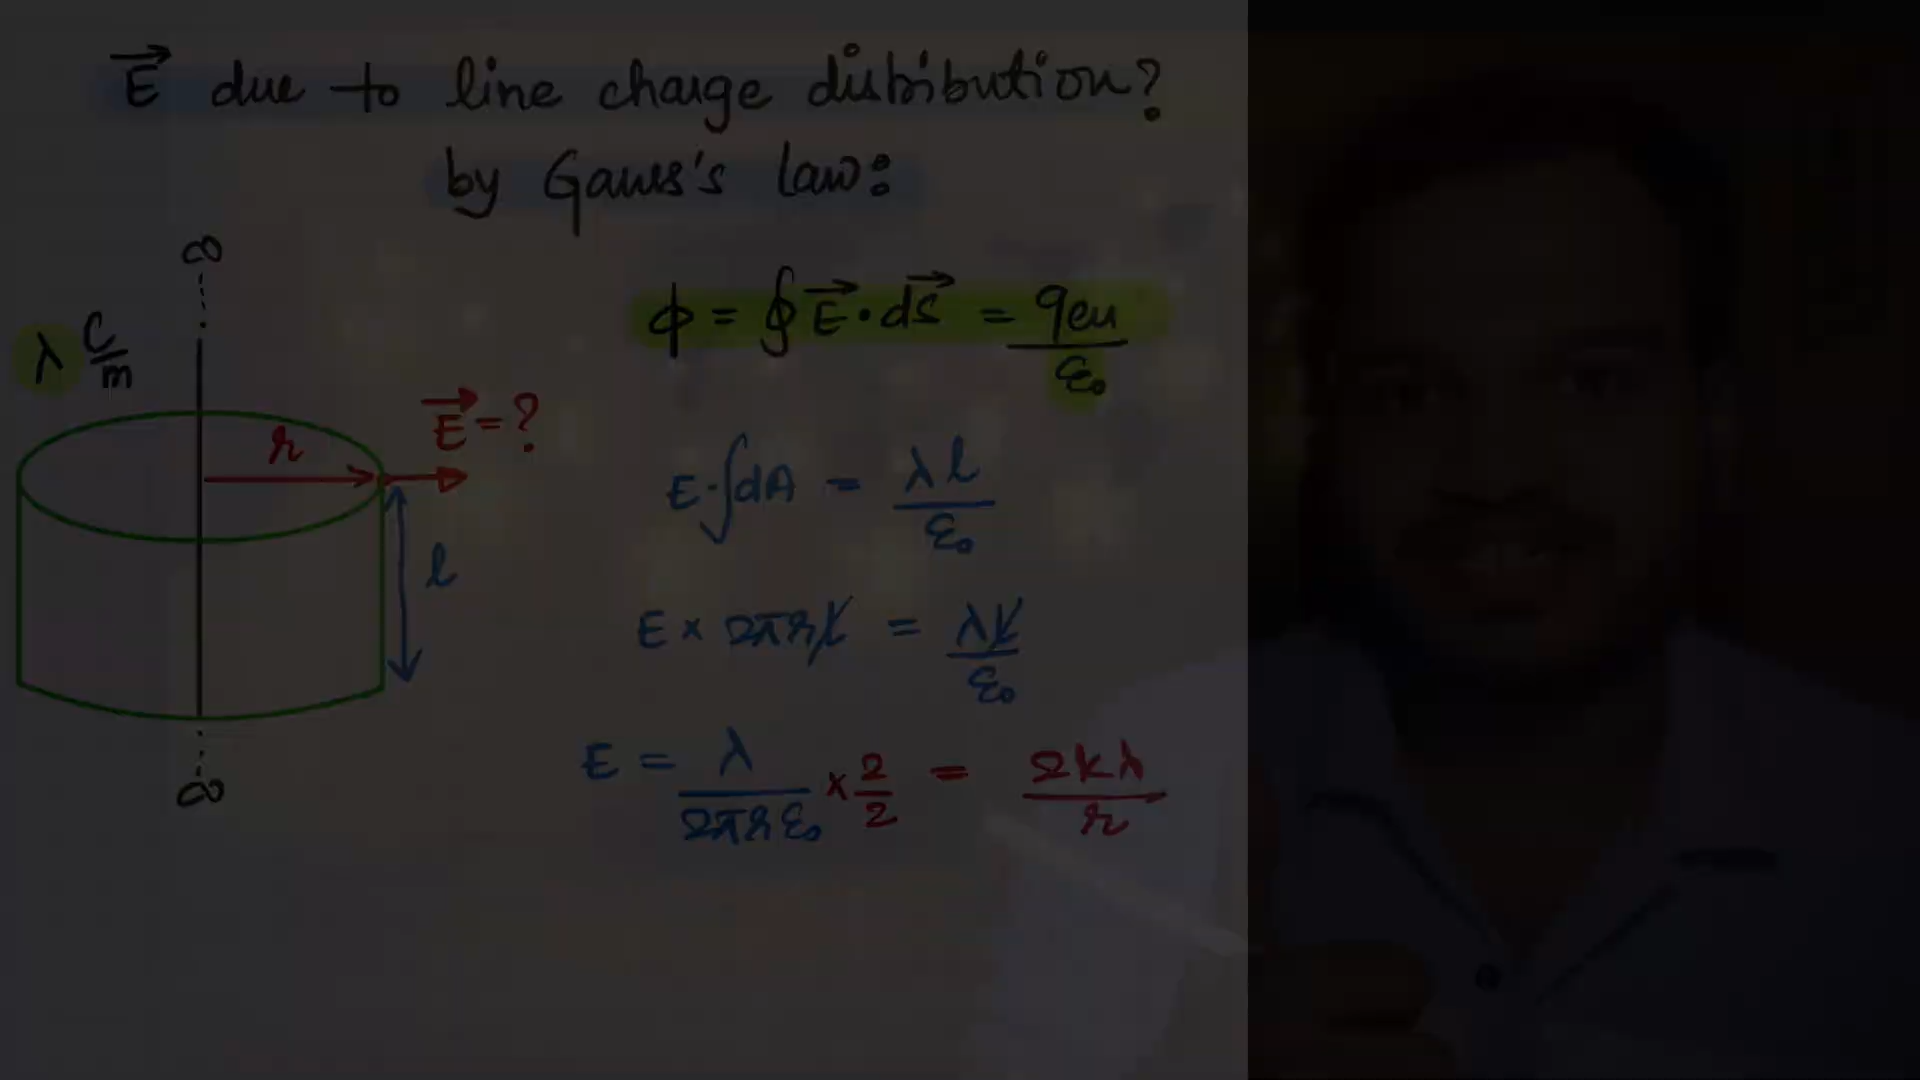 E⃗ due to line charge distribution?
by Gauss's law:
∞
λ C/m
ϕ = ∮ E⃗ · ds⃗ = qen/ε₀
E⃗ = ?
r
l
E·∫dA = λl/ε₀
E × 2πrl = λl/ε₀
E = λ/2πrε₀ × 2/2 = 2kλ/r
∞